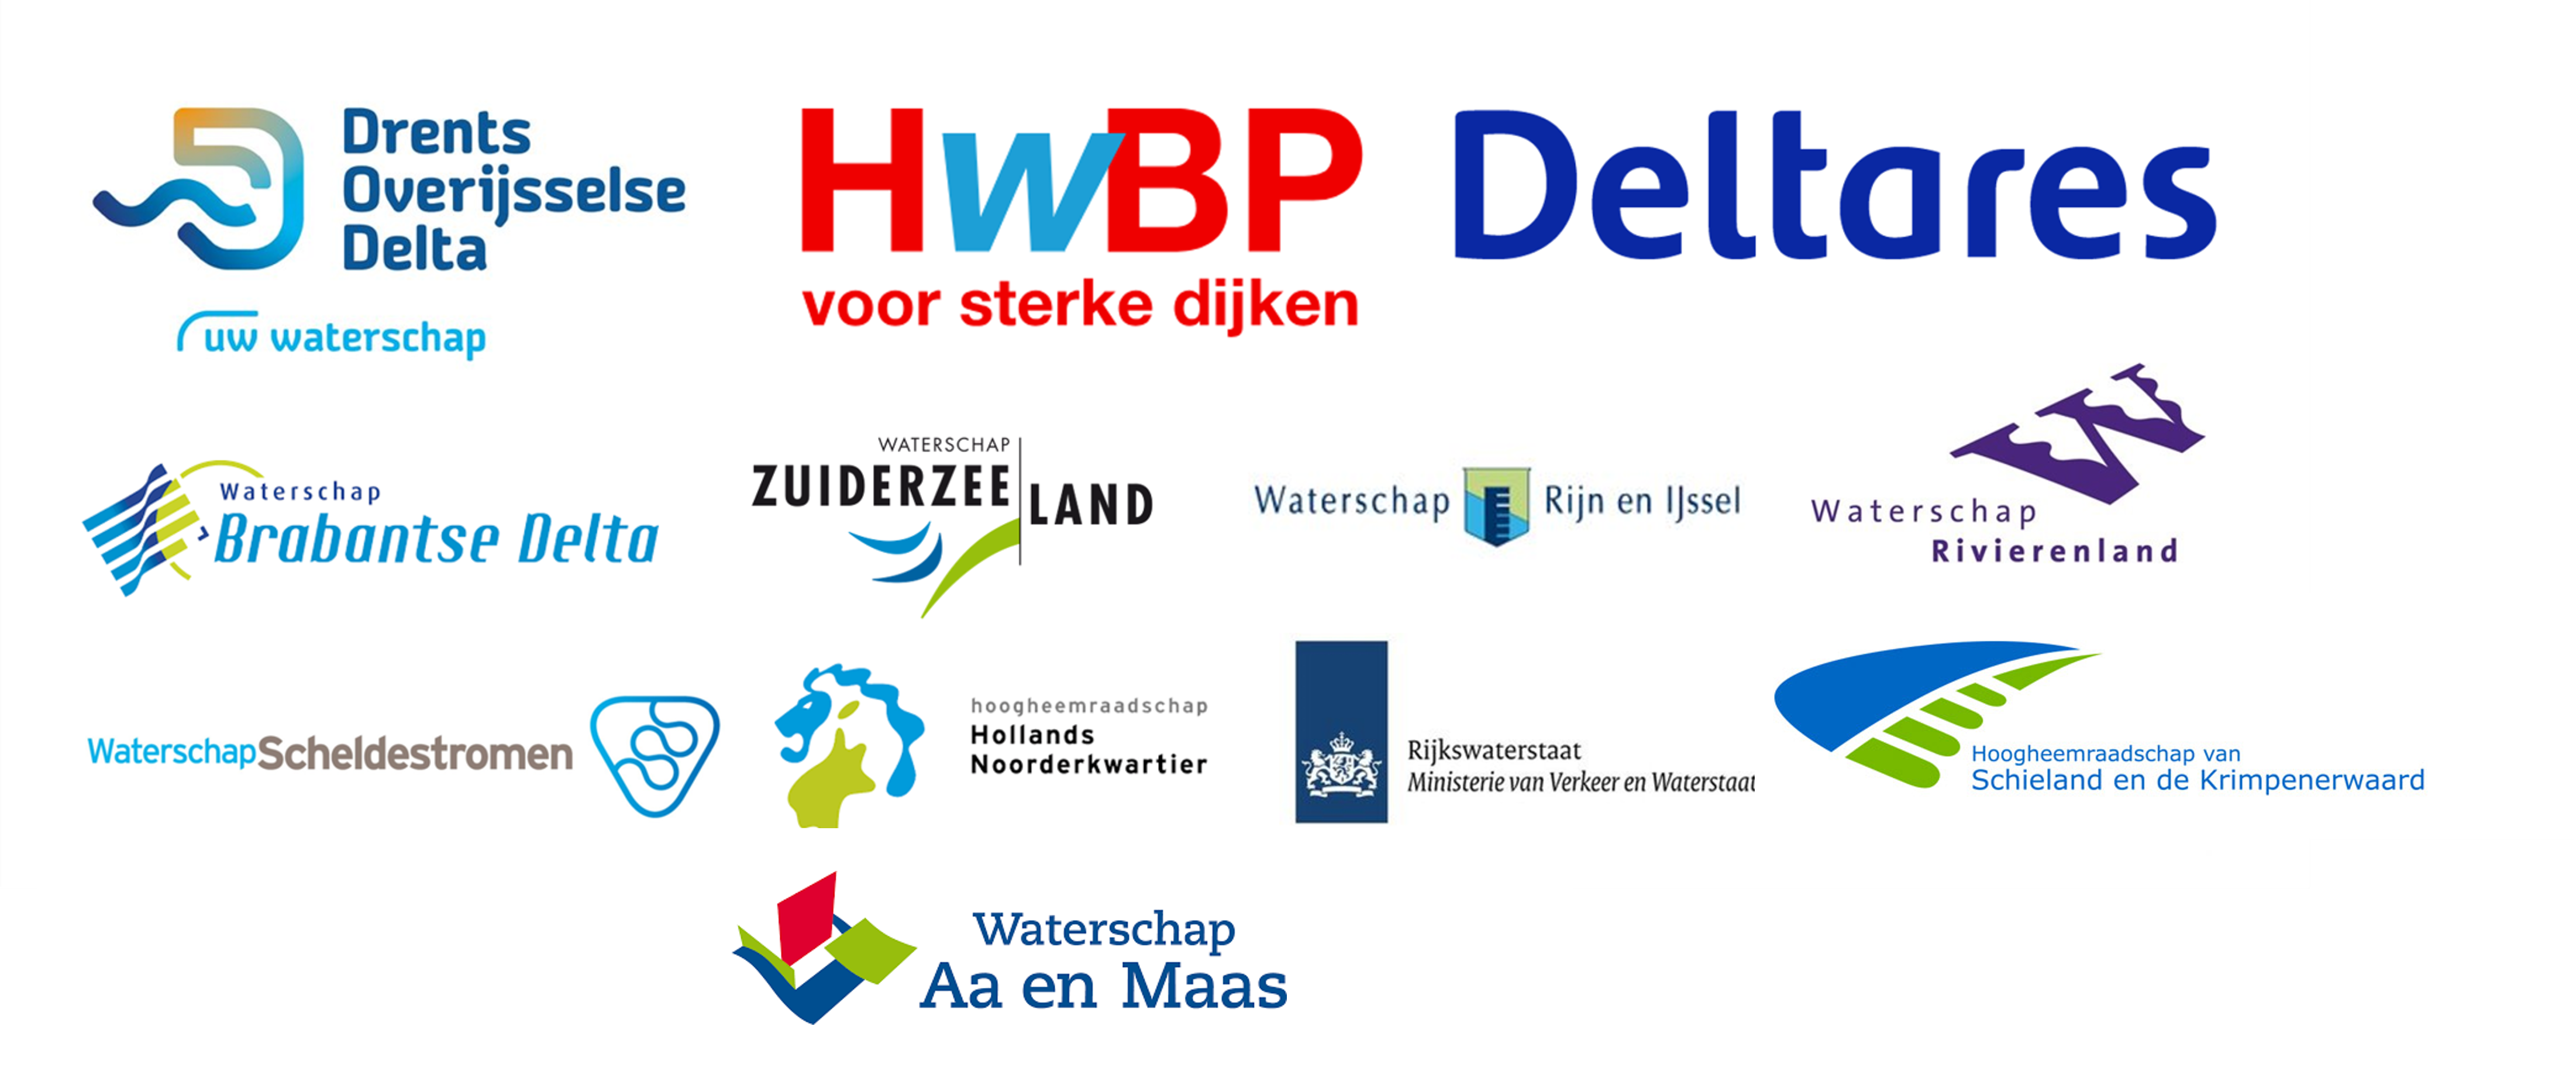 Drents
Overijsselse
Delta
uw waterschap
HwBP
voor sterke dijken
Deltares
Waterschap
Brabantse Delta
WATERSCHAP
ZUIDERZEE
LAND
Waterschap Rijn en IJssel
Waterschap
Rivierenland
WaterschapScheldestromen
hoogheemraadschap
Hollands
Noorderkwartier
Rijkswaterstaat
Ministerie van Verkeer en Waterstaat
Hoogheemraadschap van
Schieland en de Krimpenerwaard
Waterschap
Aa en Maas